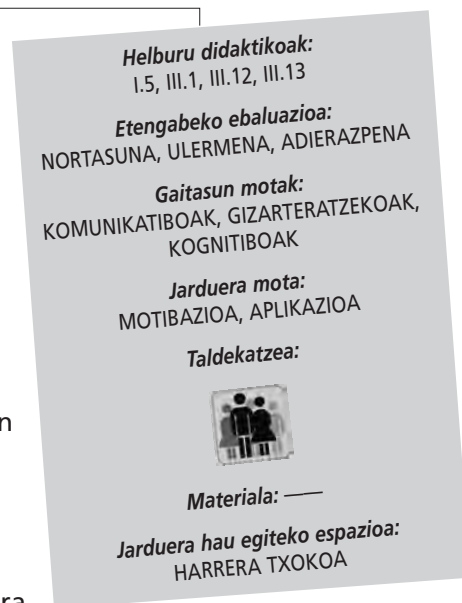 Helburu didaktikoak:
I.5, III.1, III.12, III.13
Etengabeko ebaluazioa:
NORTASUNA, ULERMENA, ADIERAZPENA
Gaitasun motak:
KOMUNIKATIBOAK, GIZARTERATZEKOAK,
KOGNITIBOAK
Jarduera mota:
MOTIBAZIOA, APLIKAZIOA
Taldekatzea:
Materiala: ——
Jarduera hau egiteko espazioa:
HARRERA TXOKOA